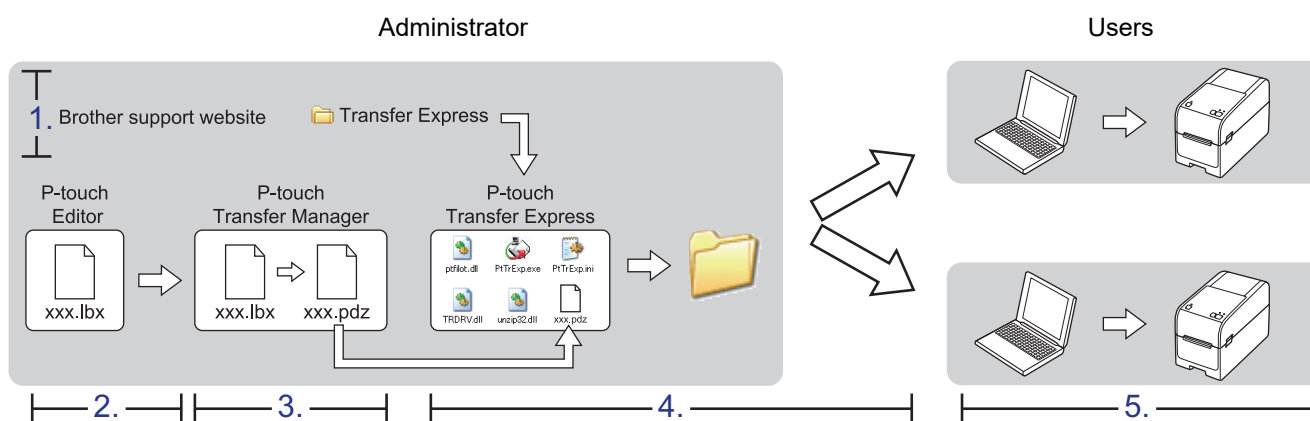 Administrator
Users
1. Brother support website
Transfer Express
P-touch
Editor
xxx.lbx
P-touch
Transfer Manager
xxx.lbx
xxx.pdz
P-touch
Transfer Express
ptfilot.dll
PtTrExp.exe
PtTrExp.ini
TRDRV.dll
unzip32.dll
xxx.pdz
2.
3.
4.
5.